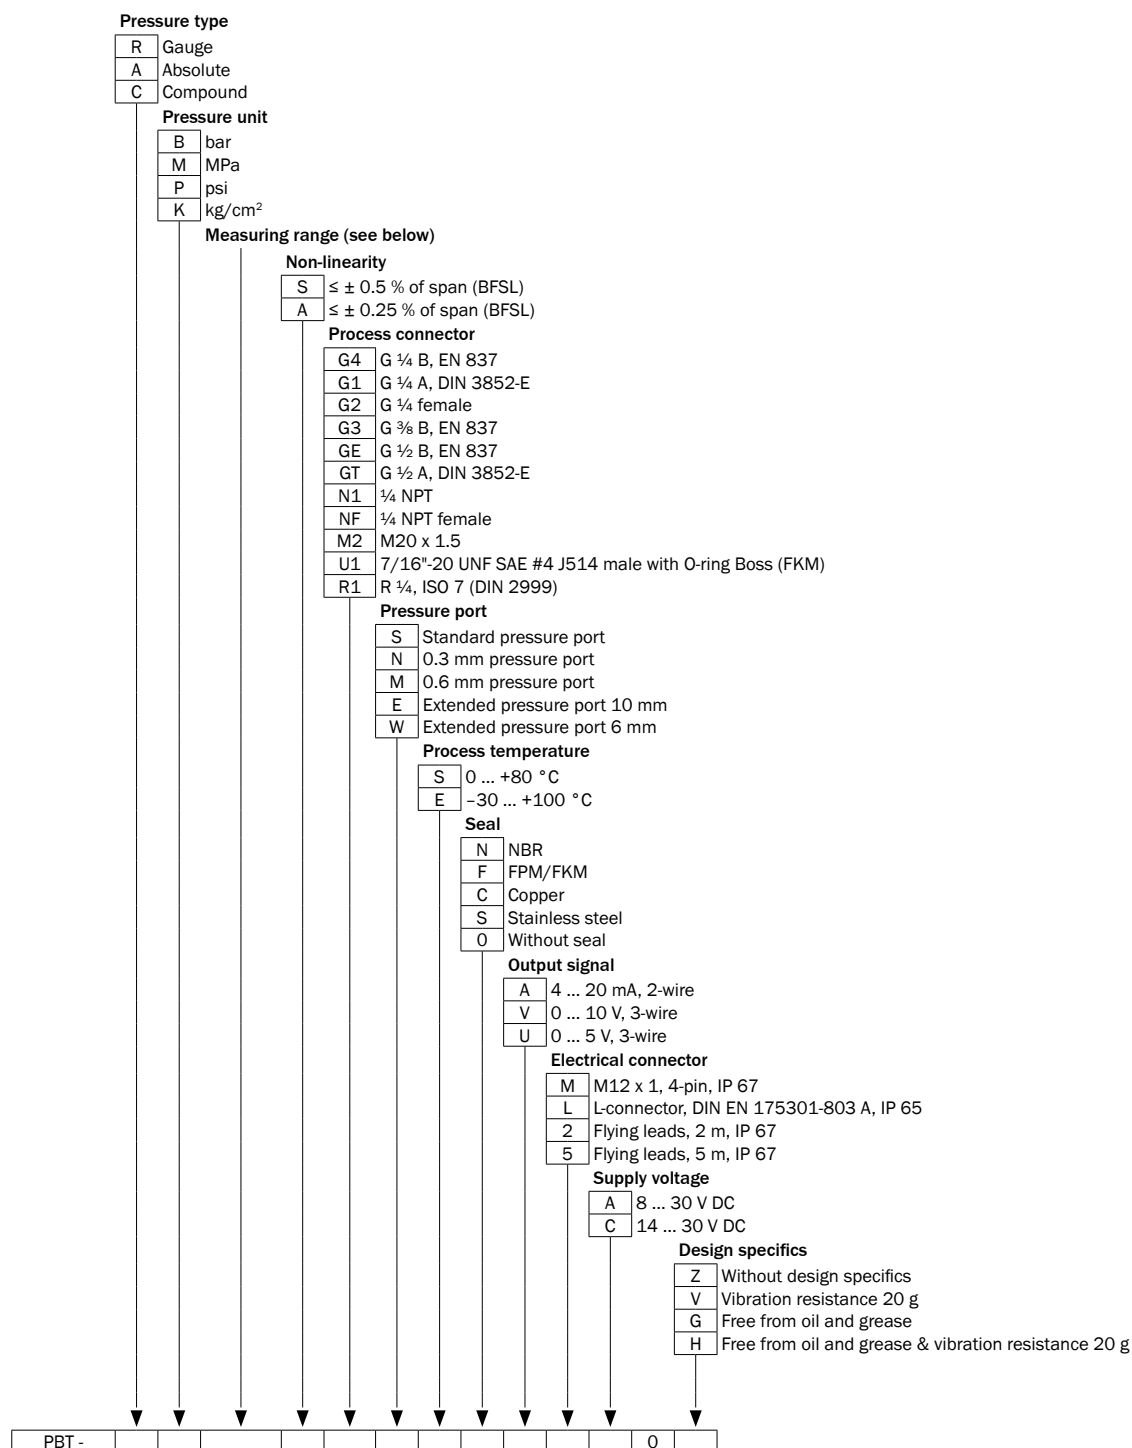 Pressure type
R Gauge
A Absolute
C Compound
Pressure unit
B bar
M MPa
P psi
K kg/cm²
Measuring range (see below)
Non-linearity
S ≤ ± 0.5 % of span (BFSL)
A ≤ ± 0.25 % of span (BFSL)
Process connector
G4 G ¼ B, EN 837
G1 G ¼ A, DIN 3852-E
G2 G ¼ female
G3 G ⅜ B, EN 837
GE G ½ B, EN 837
GT G ½ A, DIN 3852-E
N1 ¼ NPT
NF ¼ NPT female
M2 M20 x 1.5
U1 7/16"-20 UNF SAE #4 J514 male with O-ring Boss (FKM)
R1 R ¼, ISO 7 (DIN 2999)
Pressure port
S Standard pressure port
N 0.3 mm pressure port
M 0.6 mm pressure port
E Extended pressure port 10 mm
W Extended pressure port 6 mm
Process temperature
S 0 ... +80 °C
E –30 ... +100 °C
Seal
N NBR
F FPM/FKM
C Copper
S Stainless steel
0 Without seal
Output signal
A 4 ... 20 mA, 2-wire
V 0 ... 10 V, 3-wire
U 0 ... 5 V, 3-wire
Electrical connector
M M12 x 1, 4-pin, IP 67
L L-connector, DIN EN 175301-803 A, IP 65
2 Flying leads, 2 m, IP 67
5 Flying leads, 5 m, IP 67
Supply voltage
A 8 ... 30 V DC
C 14 ... 30 V DC
Design specifics
Z Without design specifics
V Vibration resistance 20 g
G Free from oil and grease
H Free from oil and grease & vibration resistance 20 g
PBT - 0